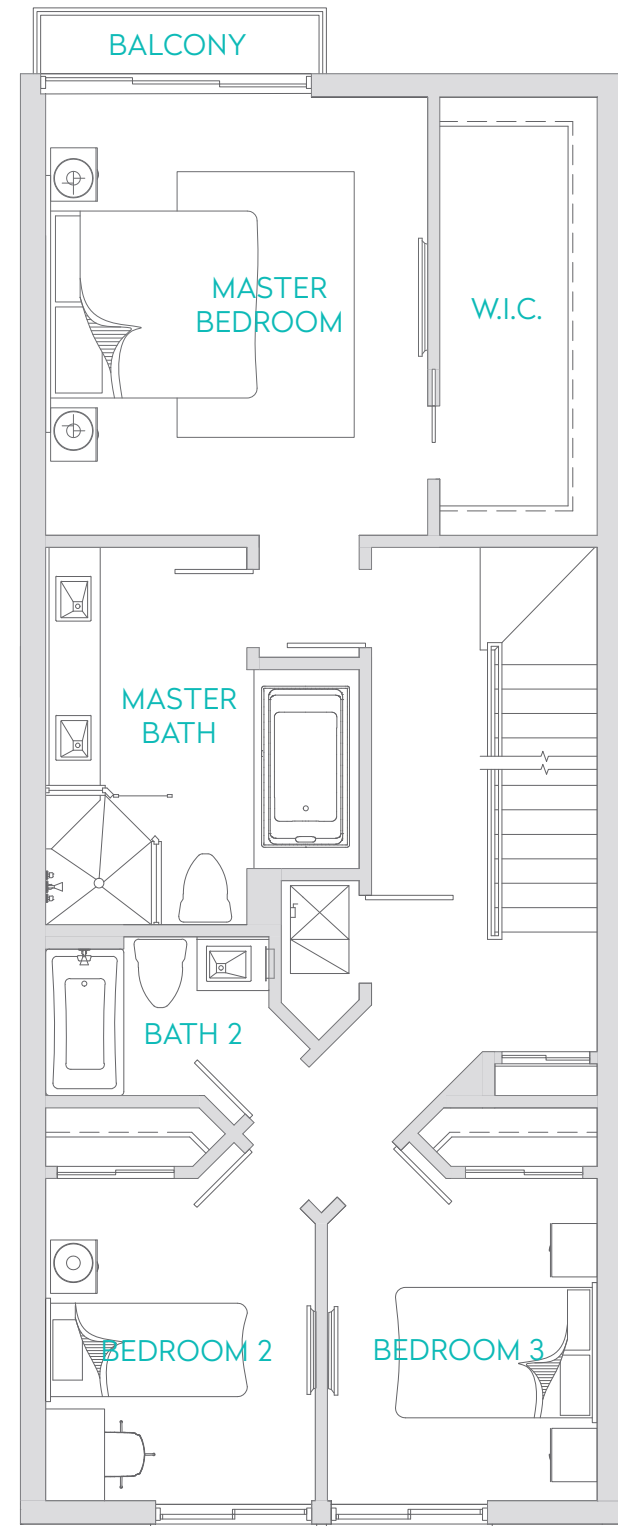 BALCONY
MASTER
BEDROOM
W.I.C.
MASTER
BATH
BATH 2
BEDROOM 2
BEDROOM 3